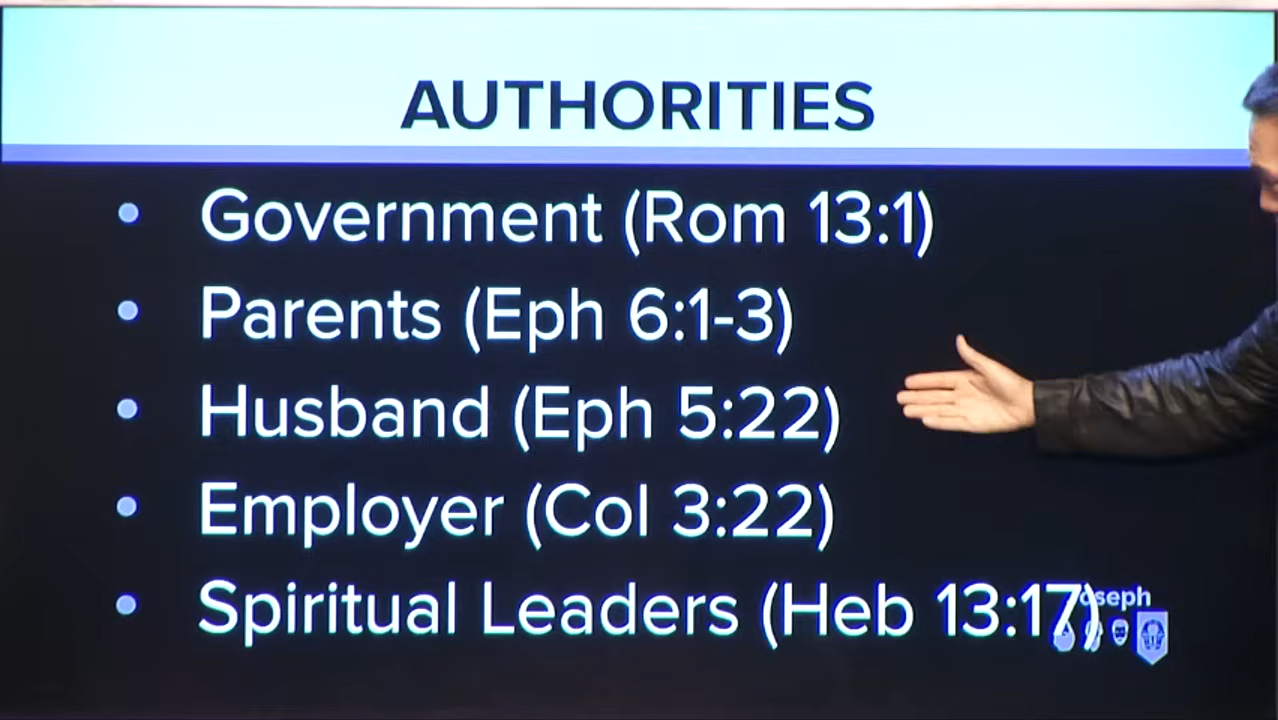 AUTHORITIES
• Government (Rom 13:1)
• Parents (Eph 6:1-3)
• Husband (Eph 5:22)
• Employer (Col 3:22)
• Spiritual Leaders (Heb 13:17)